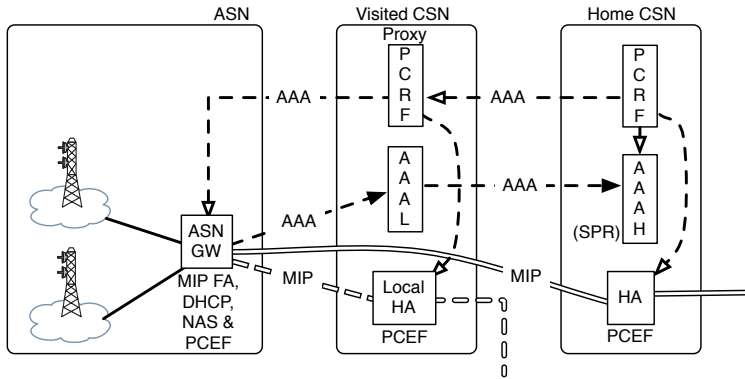 ASN
Visited CSN
Home CSN
Proxy
P
C
R
F
P
C
R
F
AAA
AAA
A
A
A
L
A
A
A
H
AAA
AAA
(SPR)
ASN
GW
MIP
MIP
MIP FA,
DHCP,
NAS &
PCEF
Local
HA
HA
PCEF
PCEF